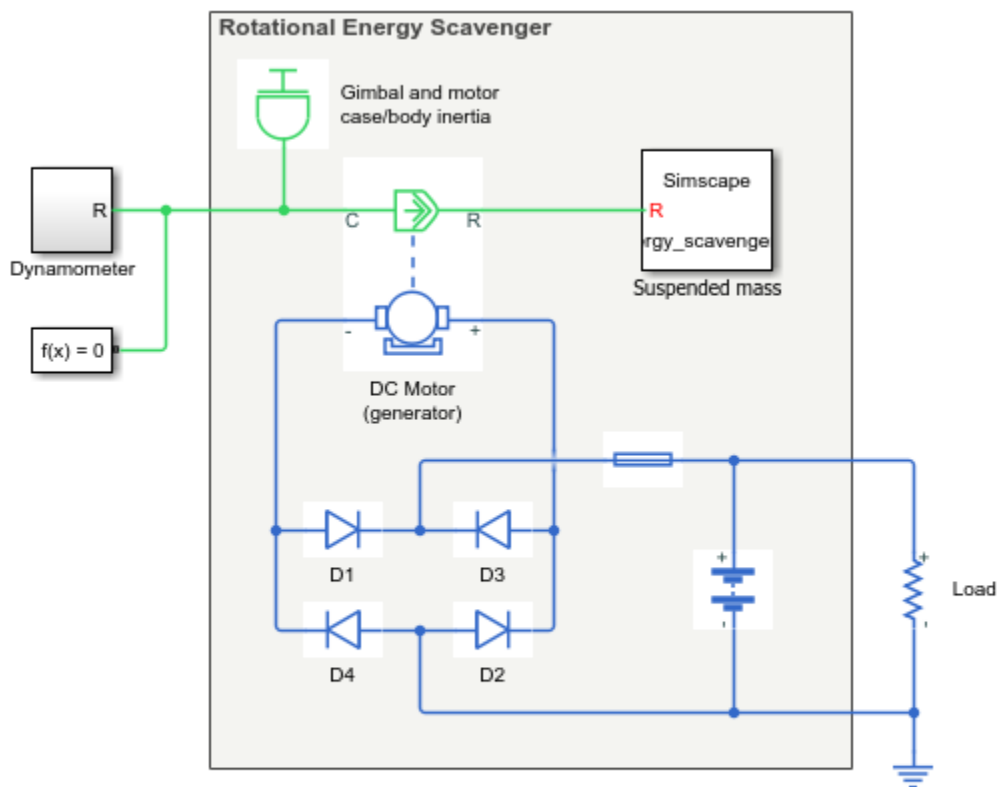 Rotational Energy Scavenger
Gimbal and motor
case/body inertia
R
Dynamometer
C
R
Simscape
R
rgy_scavenge
Suspended mass
f(x) = 0
-
+
DC Motor
(generator)
D1
D3
+
-
+
-
Load
D4
D2